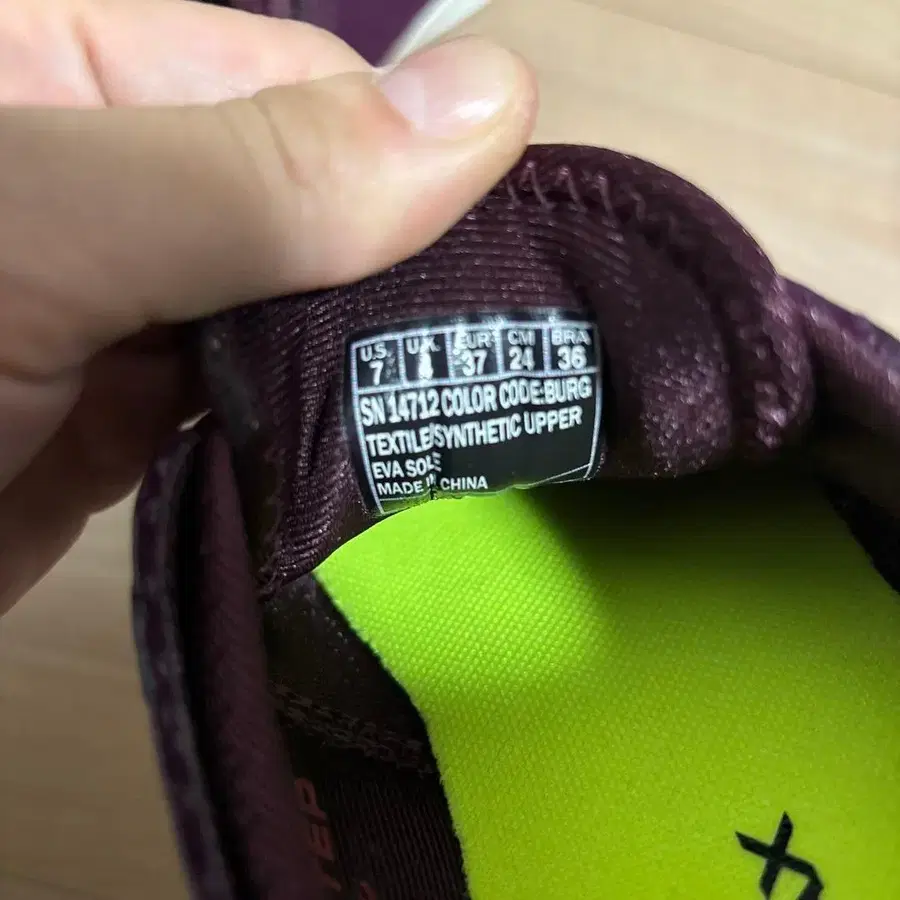 U.S. U.K. EUR CM BRA
7 4 37 24 36
SN 14712 COLOR CODE:BURG
TEXTILE/SYNTHETIC UPPER
EVA SOLE
MADE IN CHINA